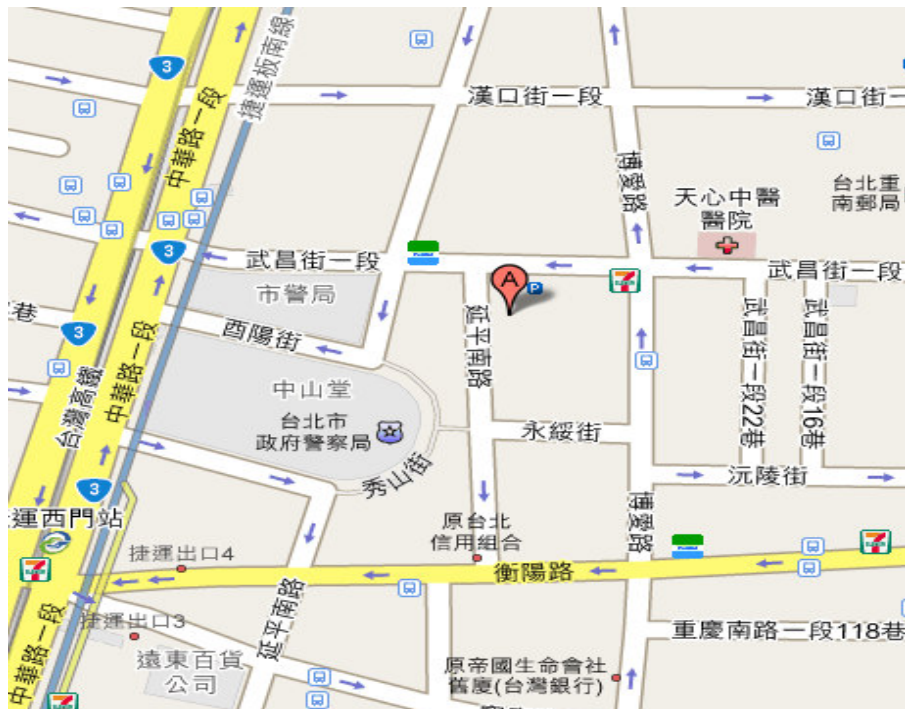 3
捷運板南線
中華路一段
漢口街一段
漢口街一
博愛路
天心中醫
醫院
台北重
南郵局
3
武昌街一段
A
P
武昌街一段
市警局
巷
3
酉陽街
延平南路
武昌街一段22巷
武昌街一段16巷
中華路一段
台灣高鐵
中山堂
台北市
政府警察局
永綏街
秀山街
沅陵街
3
運西門站
原台北
信用組合
博愛路
捷運出口4
衡陽路
中華路一段
捷運出口3
延平南路
重慶南路一段118巷
遠東百貨
公司
原帝國生命會社
舊廈(台灣銀行)